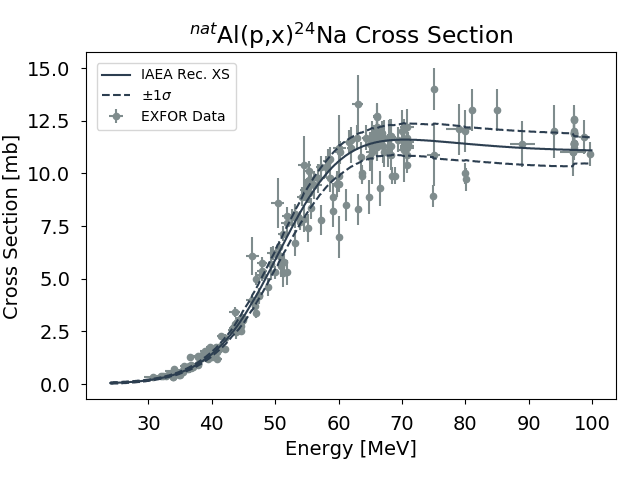 ⁿᵃᵗAl(p,x)²⁴Na Cross Section
IAEA Rec. XS
±1σ
EXFOR Data
Cross Section [mb]
15.0
12.5
10.0
7.5
5.0
2.5
0.0
30 40 50 60 70 80 90 100
Energy [MeV]